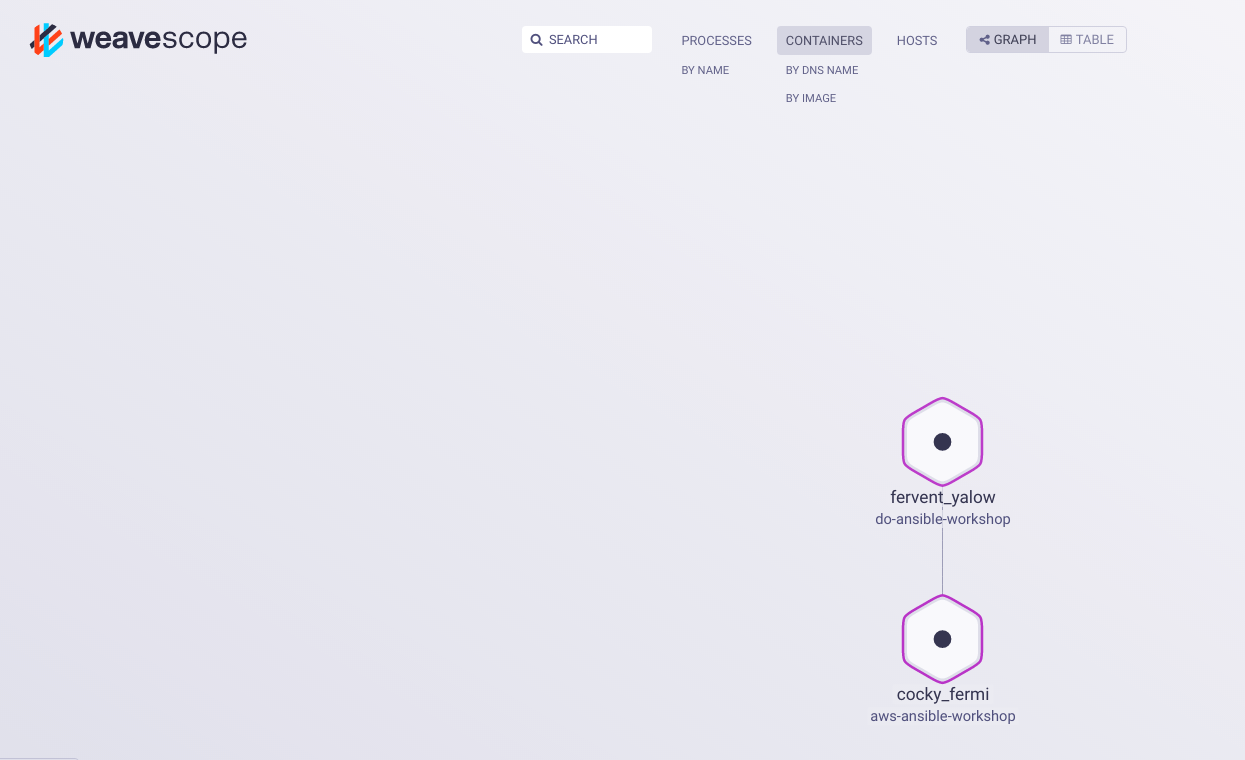 weavescope
SEARCH
PROCESSES
CONTAINERS
HOSTS
GRAPH
TABLE
BY NAME
BY DNS NAME
BY IMAGE
fervent_yalow
do-ansible-workshop
cocky_fermi
aws-ansible-workshop